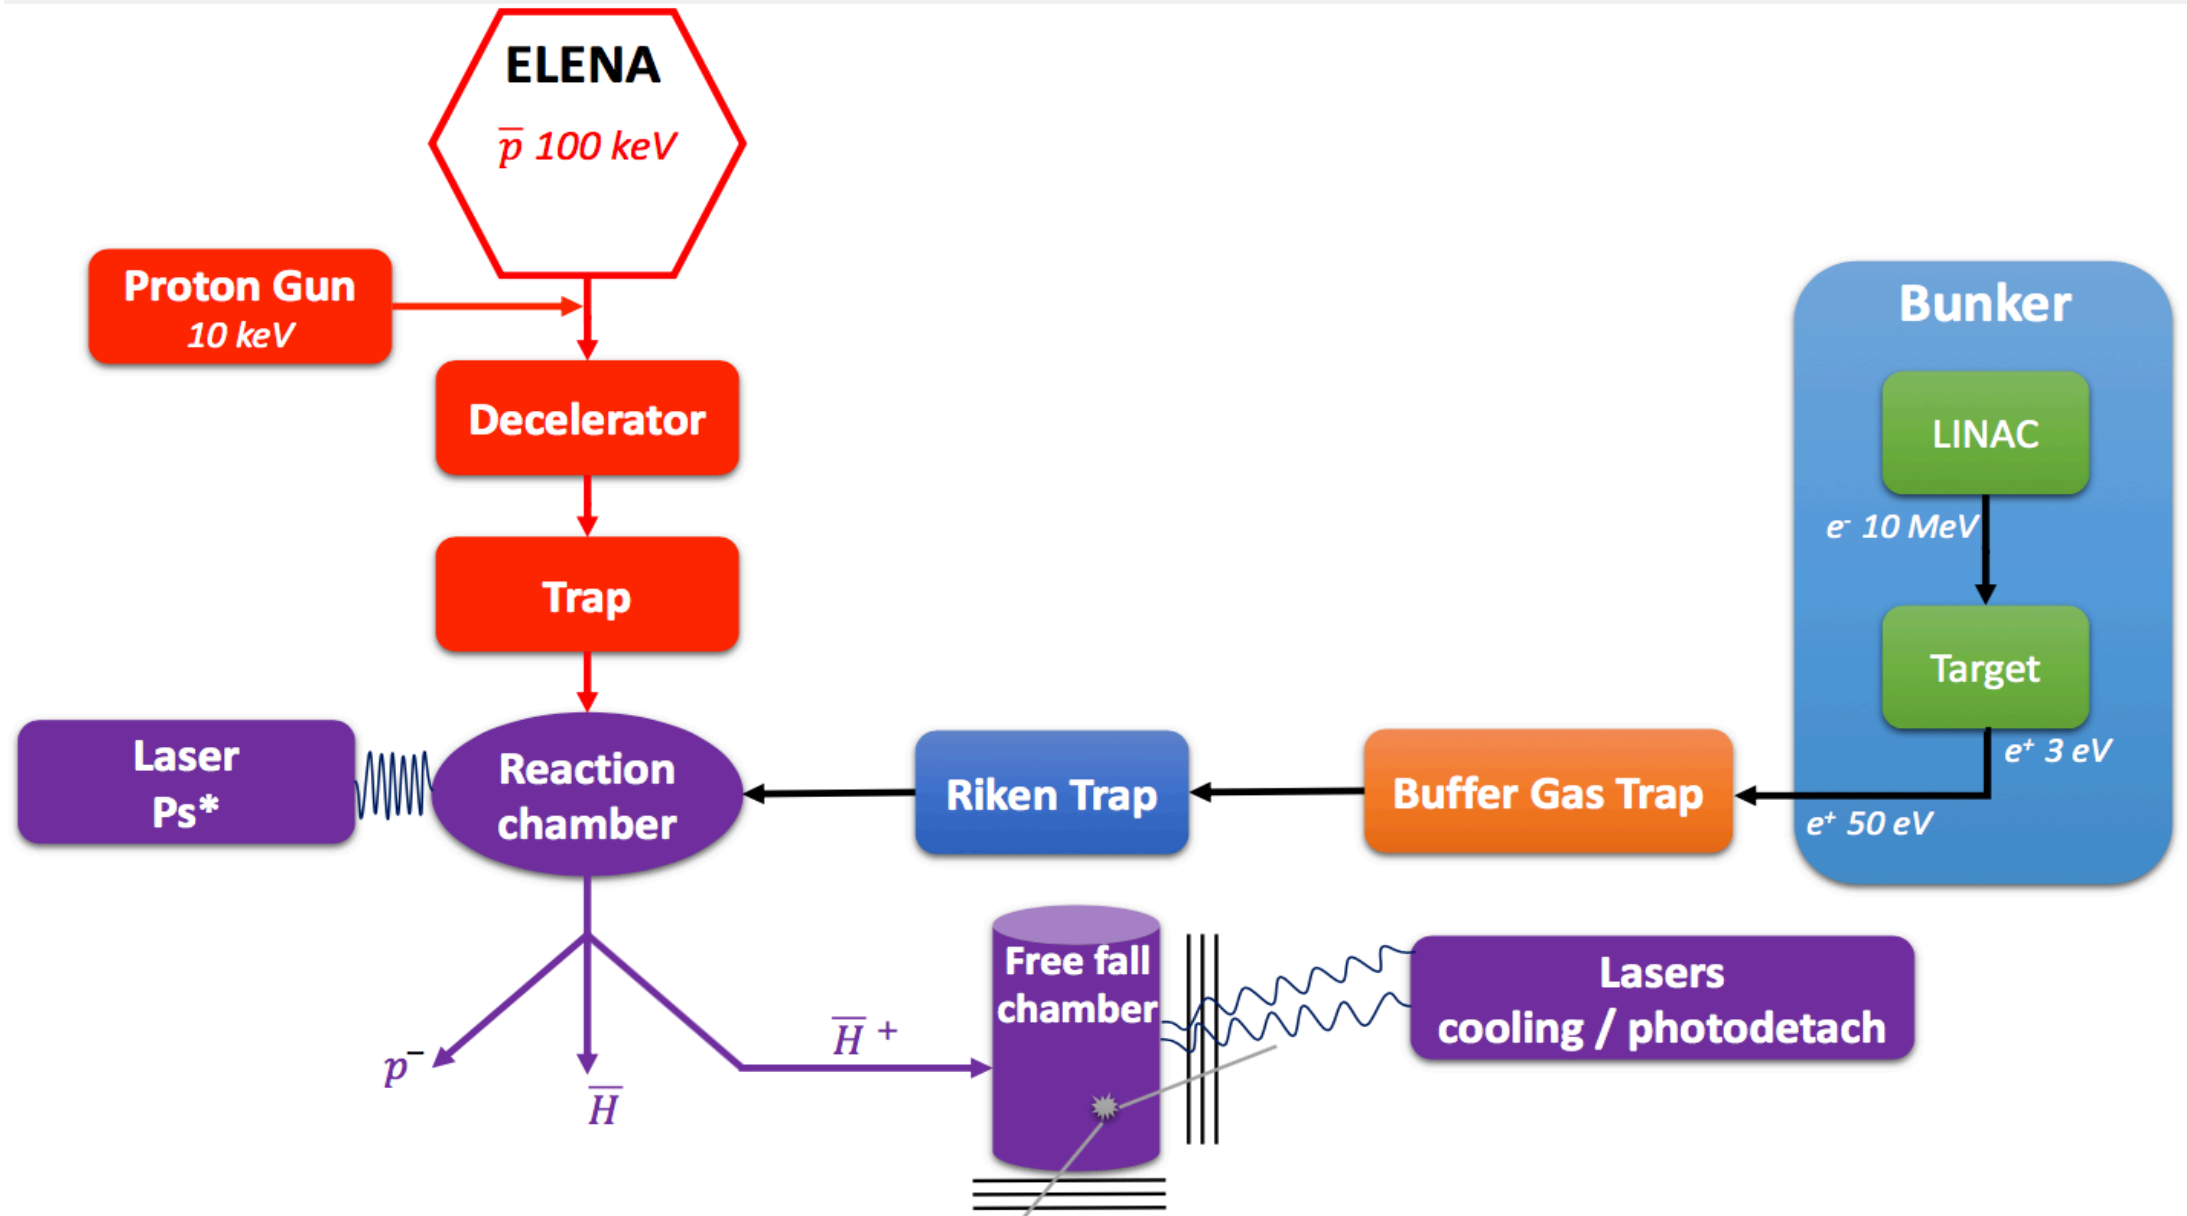 ELENA
p̅ 100 keV
Proton Gun
10 keV
Decelerator
Trap
Laser
Ps*
Reaction
chamber
Riken Trap
Buffer Gas Trap
Bunker
LINAC
e⁻ 10 MeV
Target
e⁺ 3 eV
e⁺ 50 eV
p⁻
H̅
H̅ ⁺
Free fall
chamber
Lasers
cooling / photodetach